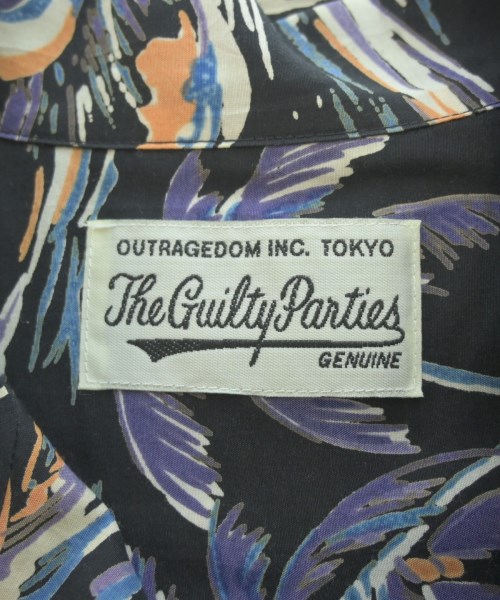 OUTRAGEDOM INC. TOKYO
The Guilty Parties
GENUINE